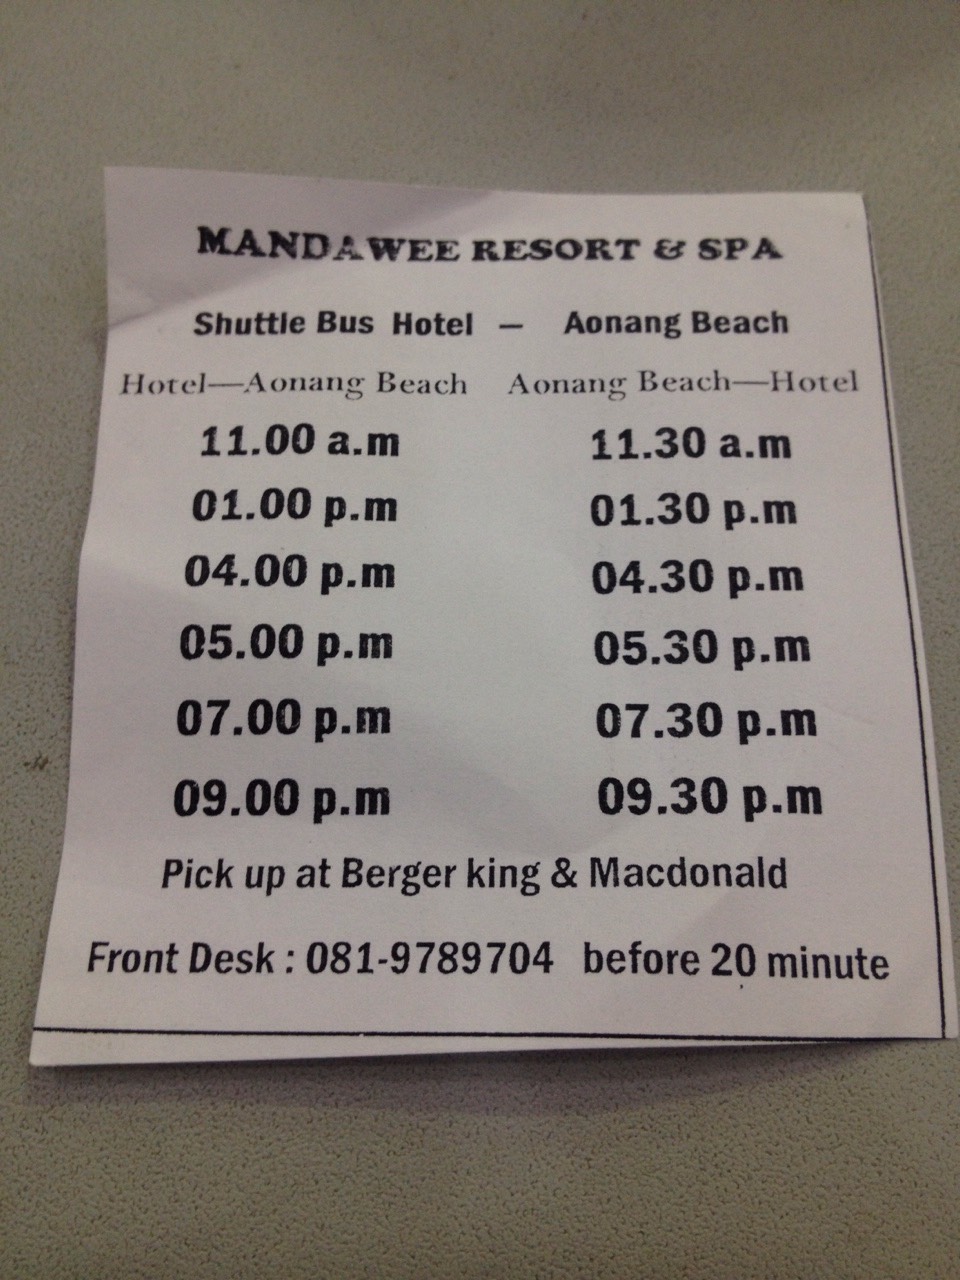 MANDAWEE RESORT & SPA
Shuttle Bus Hotel – Aonang Beach
Hotel—Aonang Beach Aonang Beach—Hotel
11.00 a.m 11.30 a.m
01.00 p.m 01.30 p.m
04.00 p.m 04.30 p.m
05.00 p.m 05.30 p.m
07.00 p.m 07.30 p.m
09.00 p.m 09.30 p.m
Pick up at Berger king & Macdonald
Front Desk : 081-9789704 before 20 minute